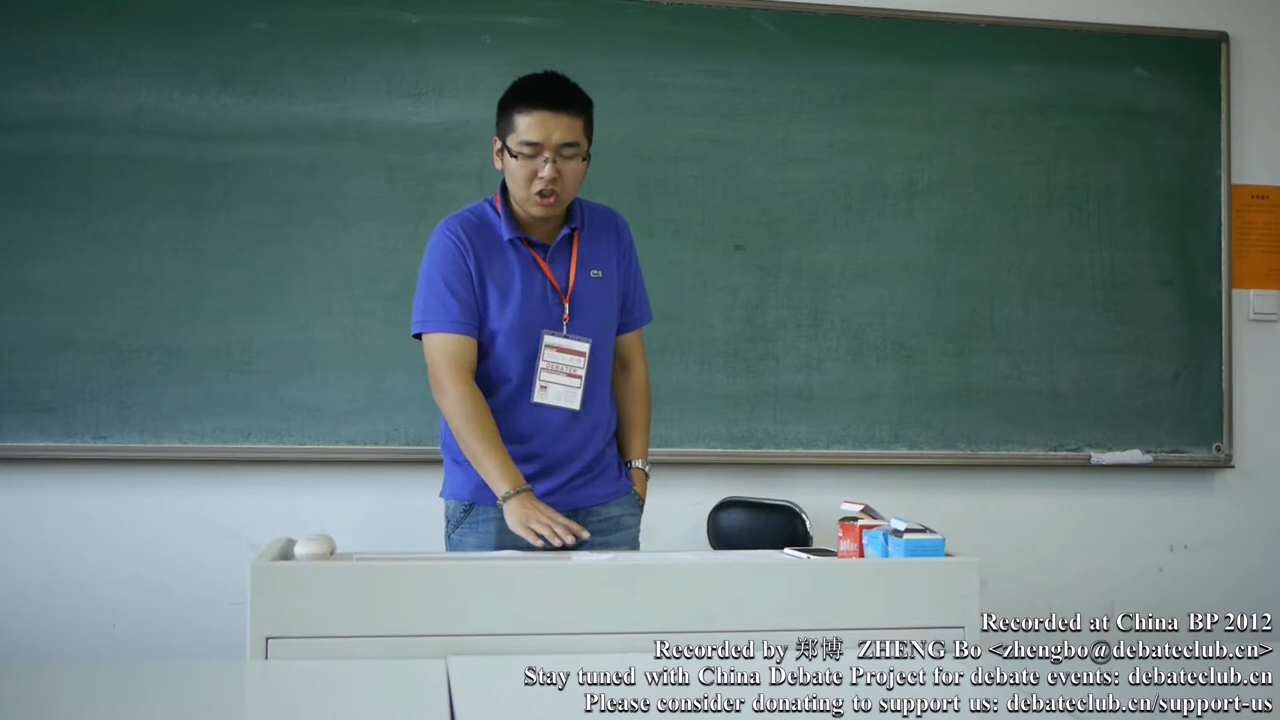 DEBATER
Recorded at China BP 2012
Recorded by 郑博 ZHENG Bo <zhengbo@debateclub.cn>
Stay tuned with China Debate Project for debate events: debateclub.cn
Please consider donating to support us: debateclub.cn/support-us